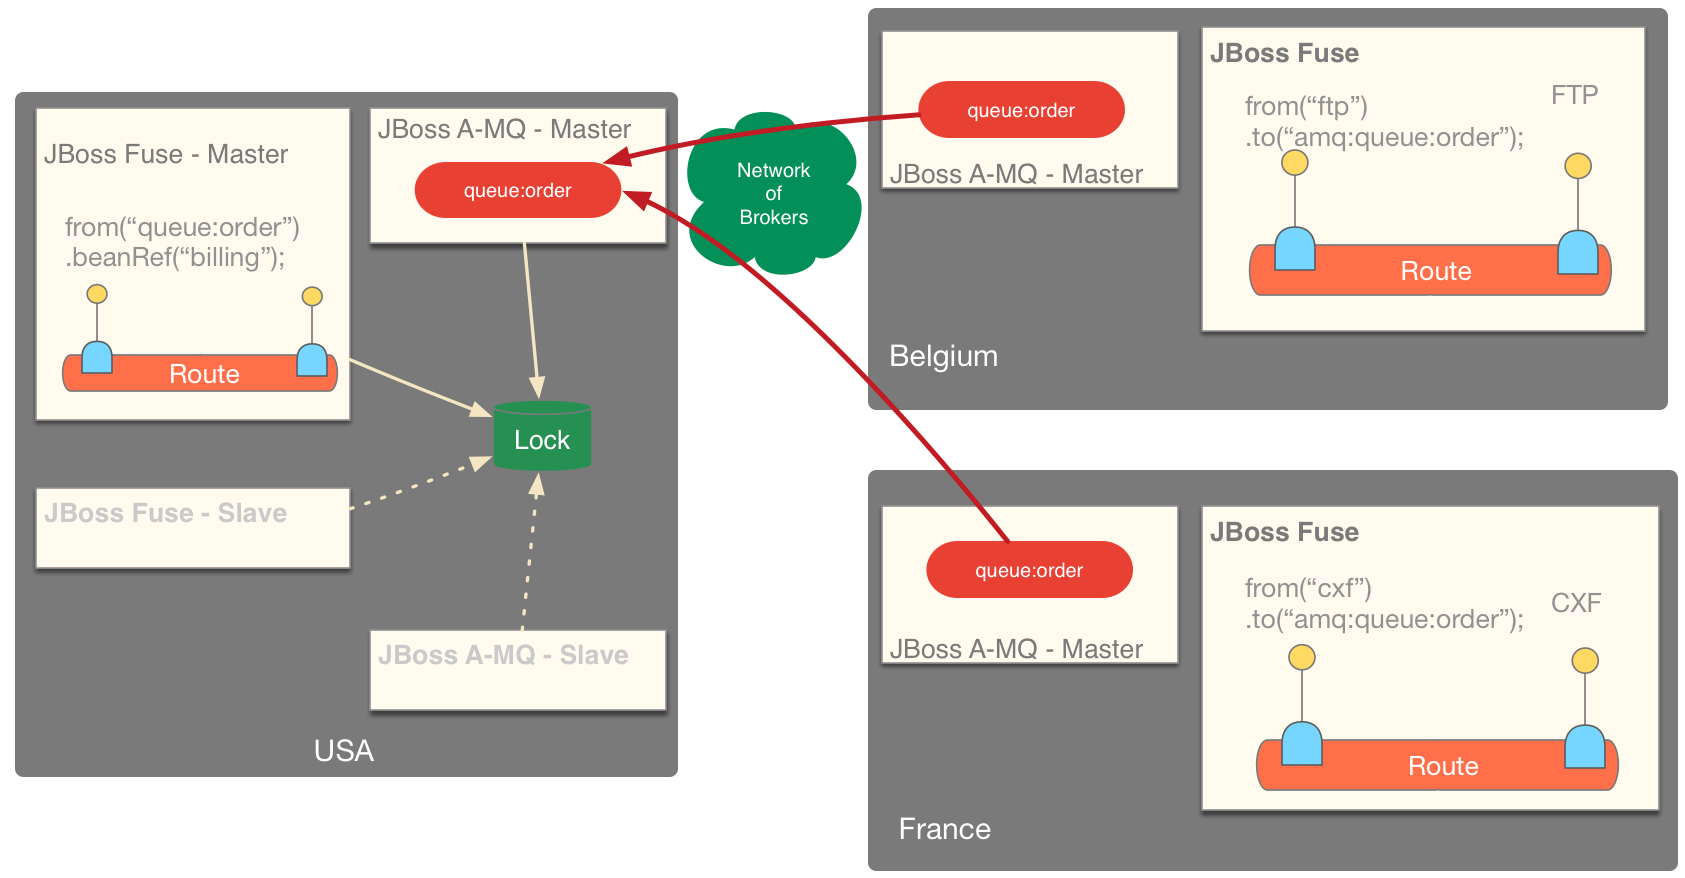 JBoss Fuse - Master
from(“queue:order”)
.beanRef(“billing”);
Route
JBoss A-MQ - Master
queue:order
Lock
JBoss Fuse - Slave
JBoss A-MQ - Slave
USA
Network
of
Brokers
queue:order
JBoss A-MQ - Master
JBoss Fuse
FTP
from(“ftp”)
.to(“amq:queue:order”);
Route
Belgium
queue:order
JBoss A-MQ - Master
JBoss Fuse
from(“cxf”)
CXF
.to(“amq:queue:order”);
Route
France